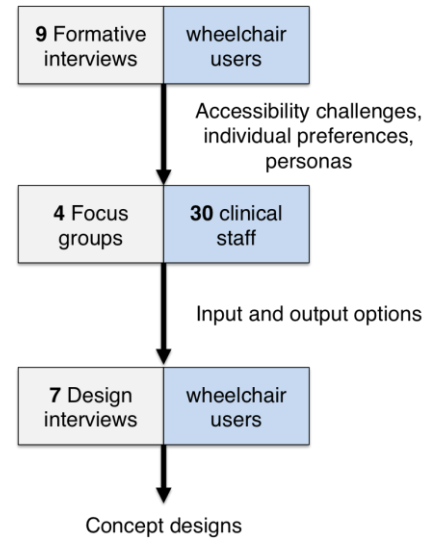 9 Formative
interviews
wheelchair
users
Accessibility challenges,
individual preferences,
personas
4 Focus
groups
30 clinical
staff
Input and output options
7 Design
interviews
wheelchair
users
Concept designs